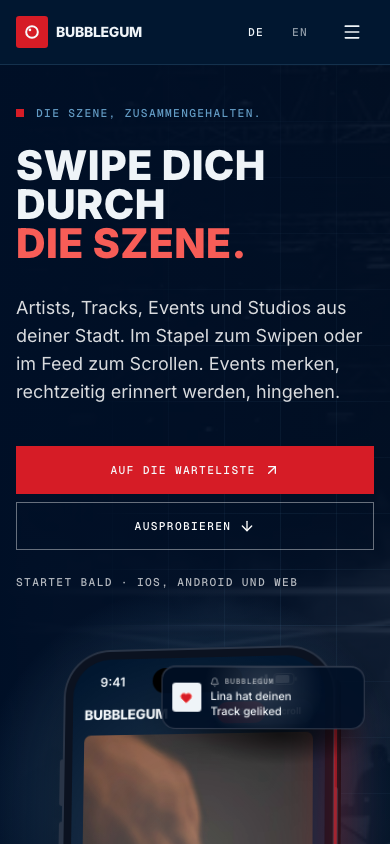 BUBBLEGUM
DE EN
DIE SZENE, ZUSAMMENGEHALTEN.
SWIPE DICH
DURCH
DIE SZENE.
Artists, Tracks, Events und Studios aus
deiner Stadt. Im Stapel zum Swipen oder
im Feed zum Scrollen. Events merken,
rechtzeitig erinnert werden, hingehen.
AUF DIE WARTELISTE
AUSPROBIEREN
STARTET BALD · IOS, ANDROID UND WEB
9:41
BUBBLEGUM
BUBBLEGUM
Lina hat deinen
Track geliked